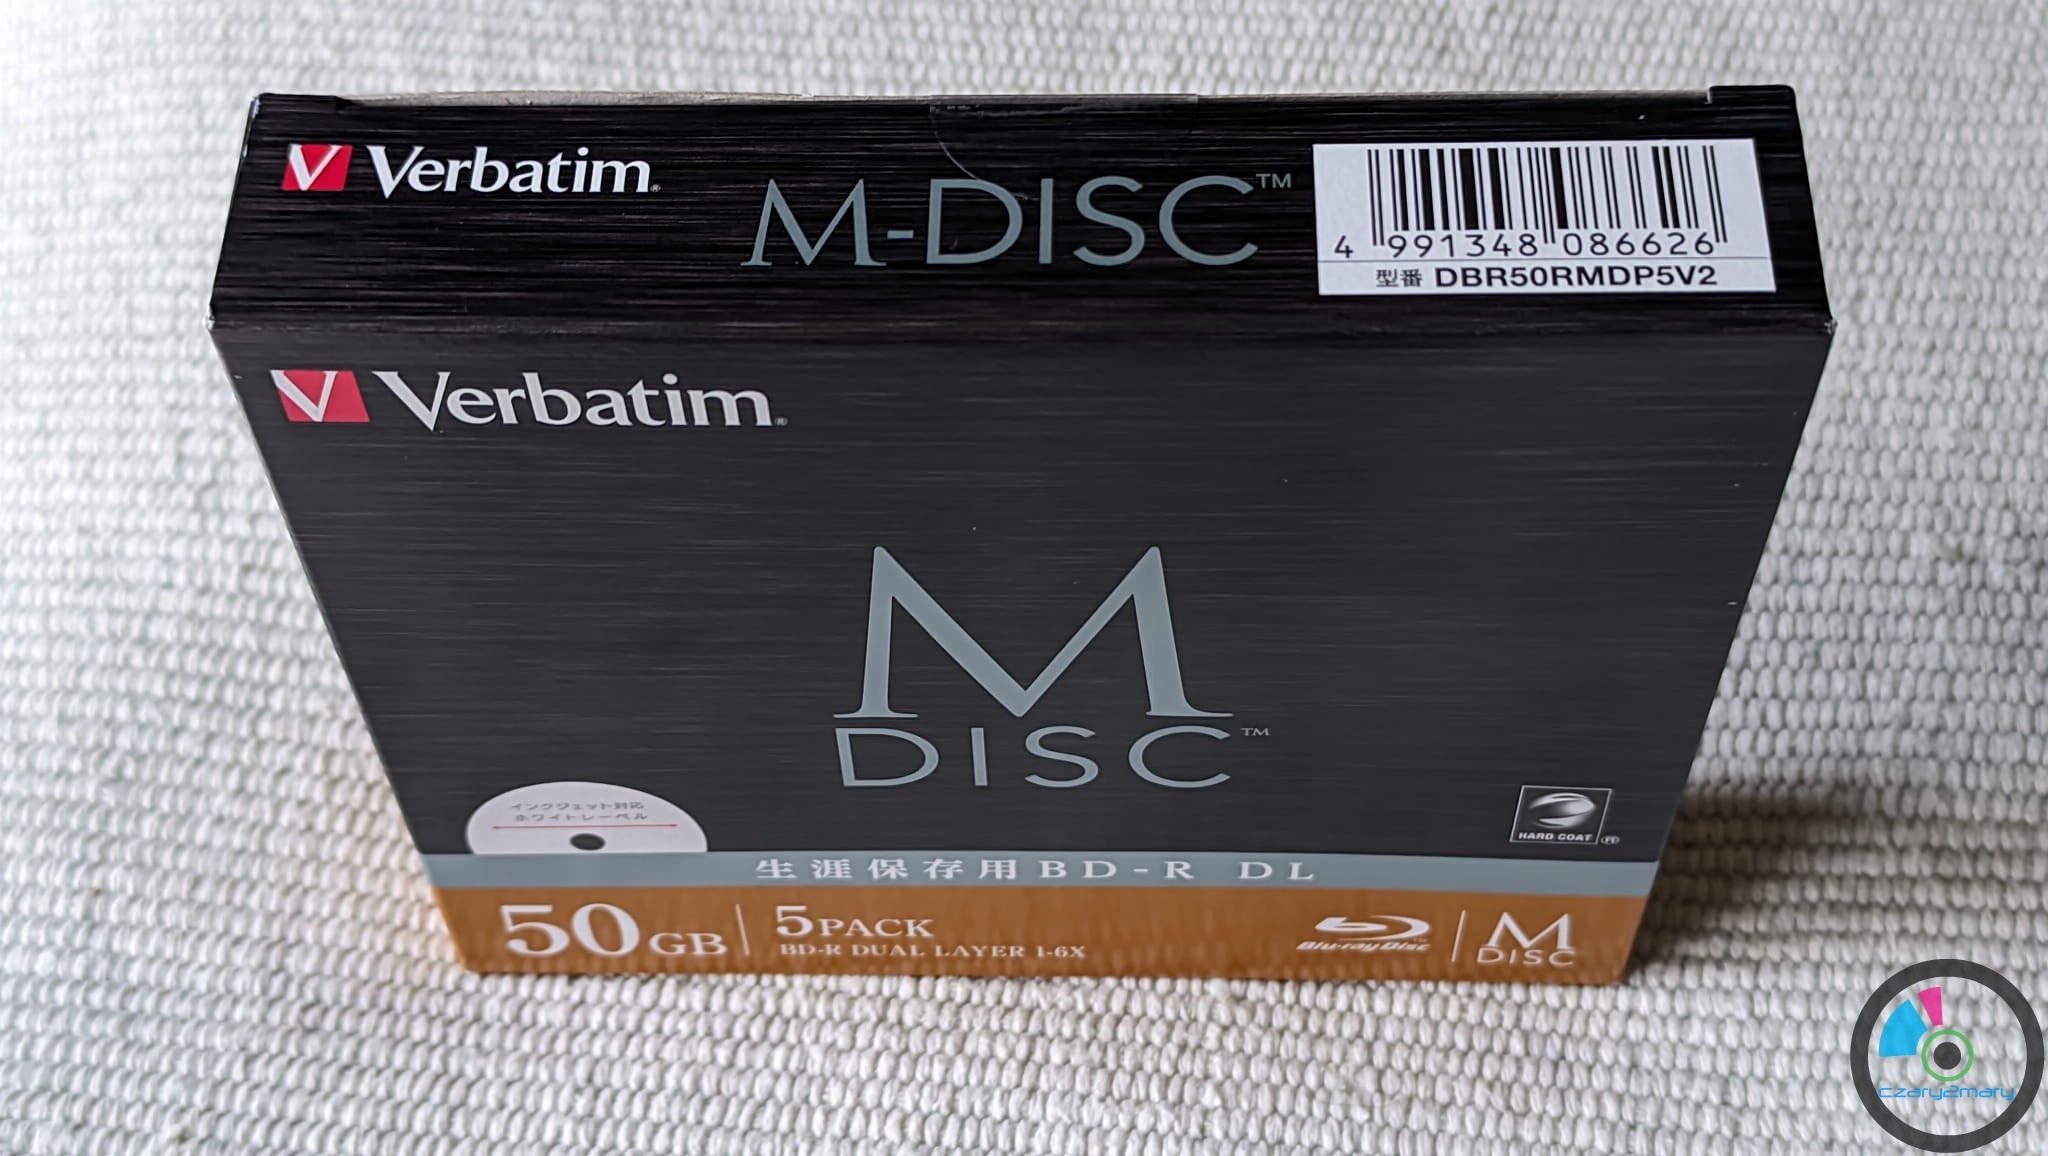 Verbatim®
M-DISC™
4 991348 086626
型番 DBR50RMDP5V2
Verbatim®
M
DISC™
インクジェット対応
ホワイトレーベル
HARD COAT
生涯保存用BD-R DL
50GB
5PACK
BD-R DUAL LAYER 1-6X
Blu-ray Disc™
M
DISC
czary2mary